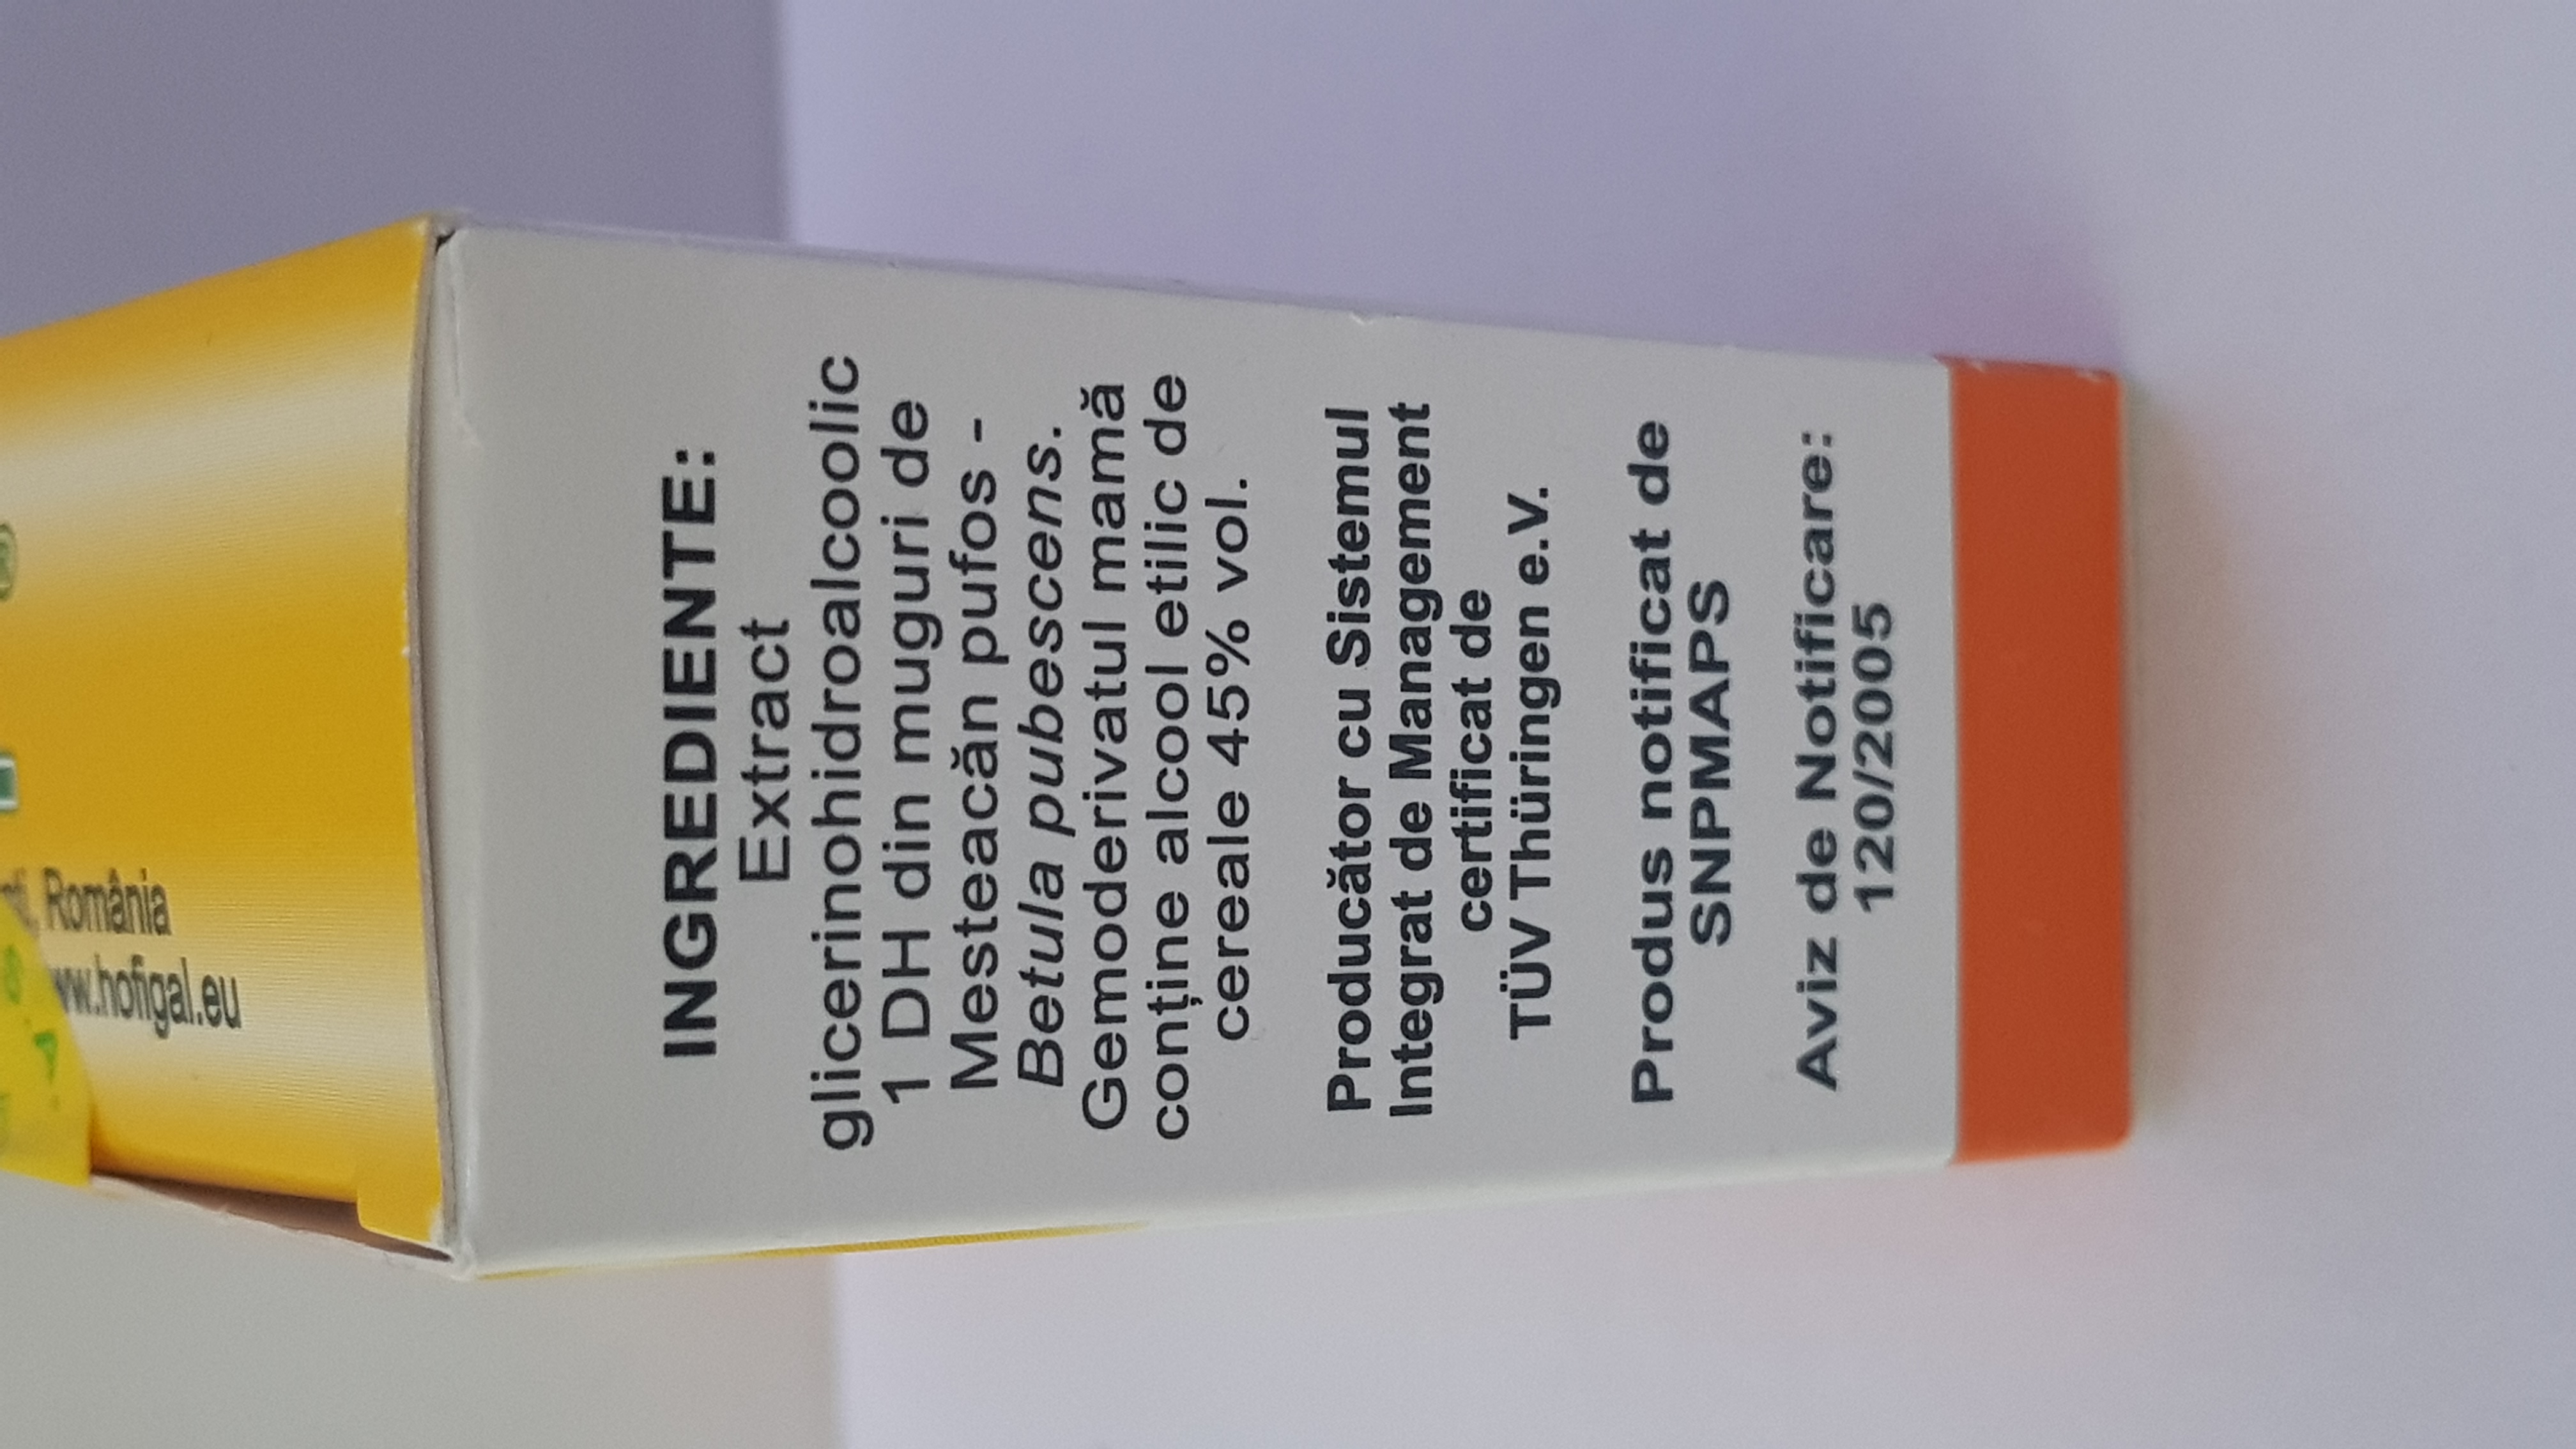 România
www.hofigal.eu
INGREDIENTE:
Extract
glicerinohidroalcoolic
1 DH din muguri de
Mesteacăn pufos -
Betula pubescens.
Gemoderivatul mamă
conține alcool etilic de
cereale 45% vol.
Producător cu Sistemul
Integrat de Management
certificat de
TÜV Thüringen e.V.
Produs notificat de
SNPMAPS
Aviz de Notificare:
120/2005